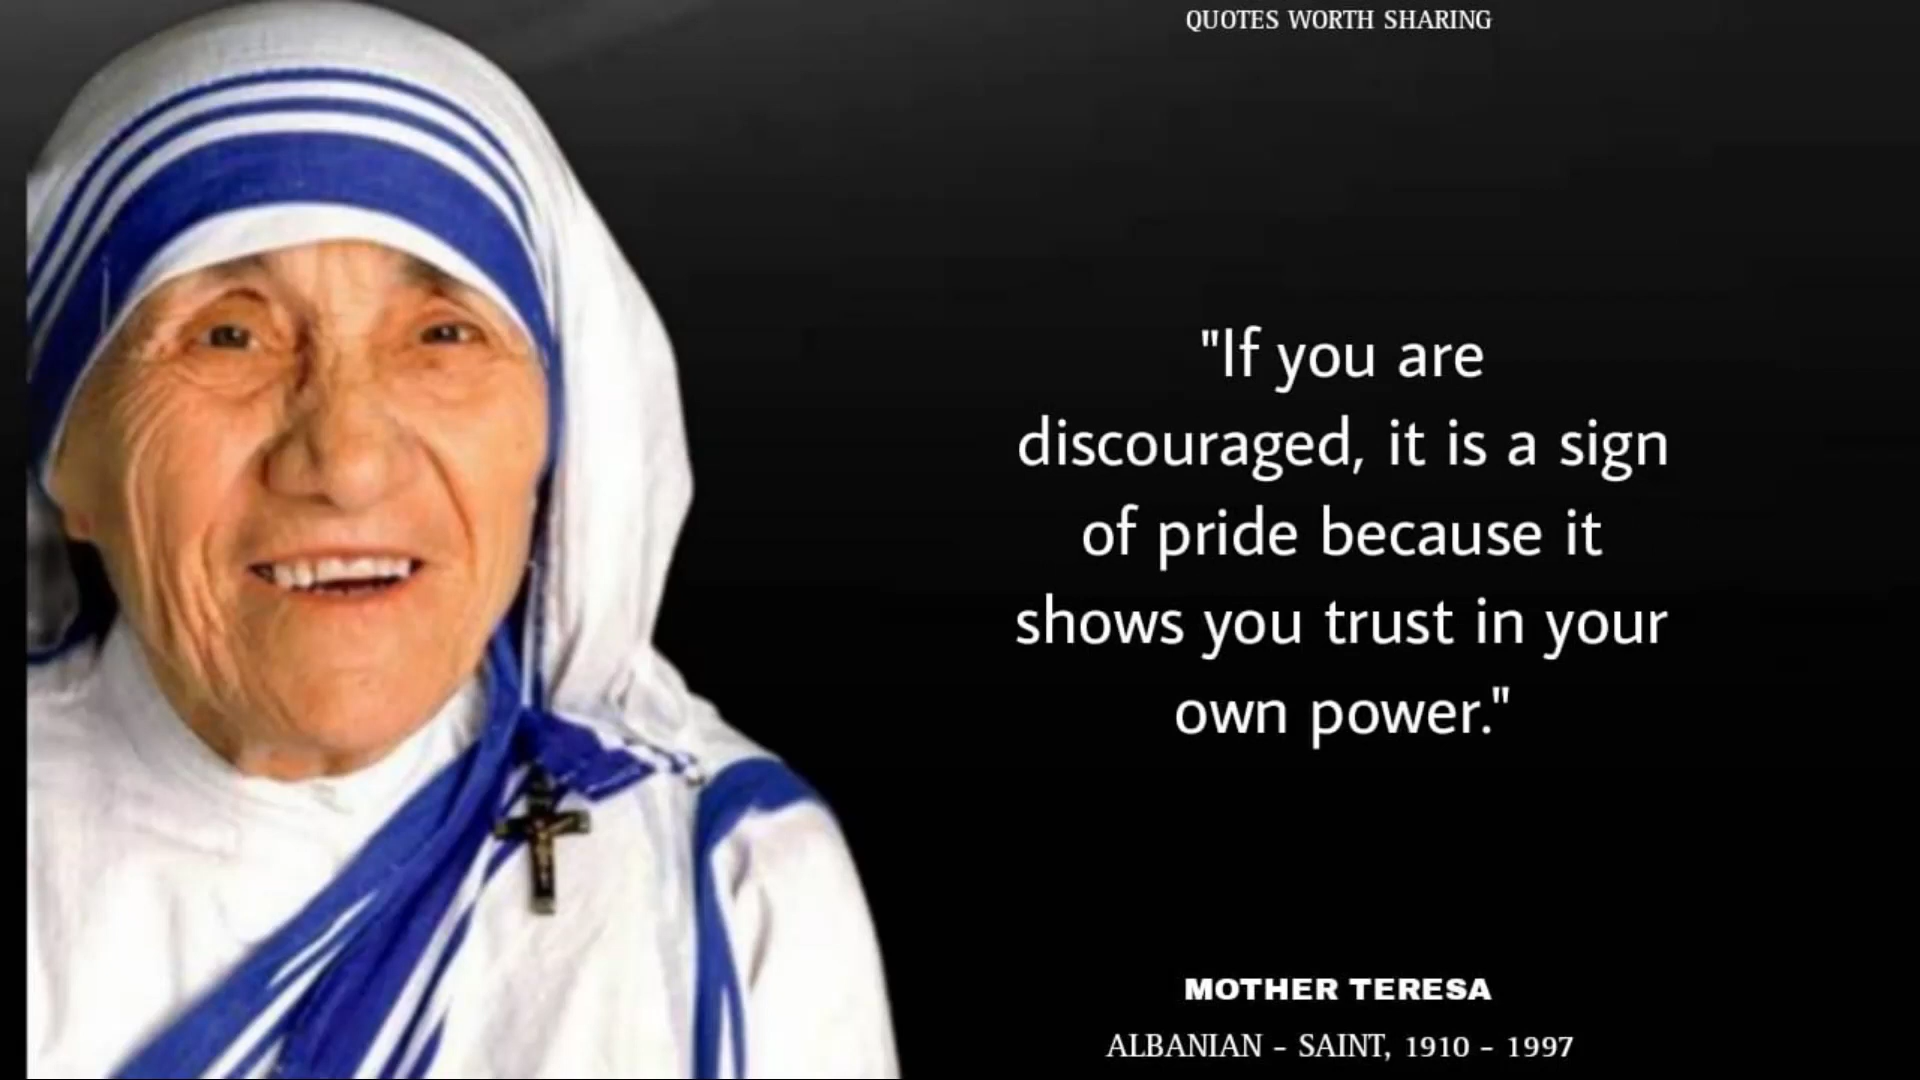 QUOTES WORTH SHARING
"If you are
discouraged, it is a sign
of pride because it
shows you trust in your
own power."
MOTHER TERESA
ALBANIAN - SAINT, 1910 - 1997